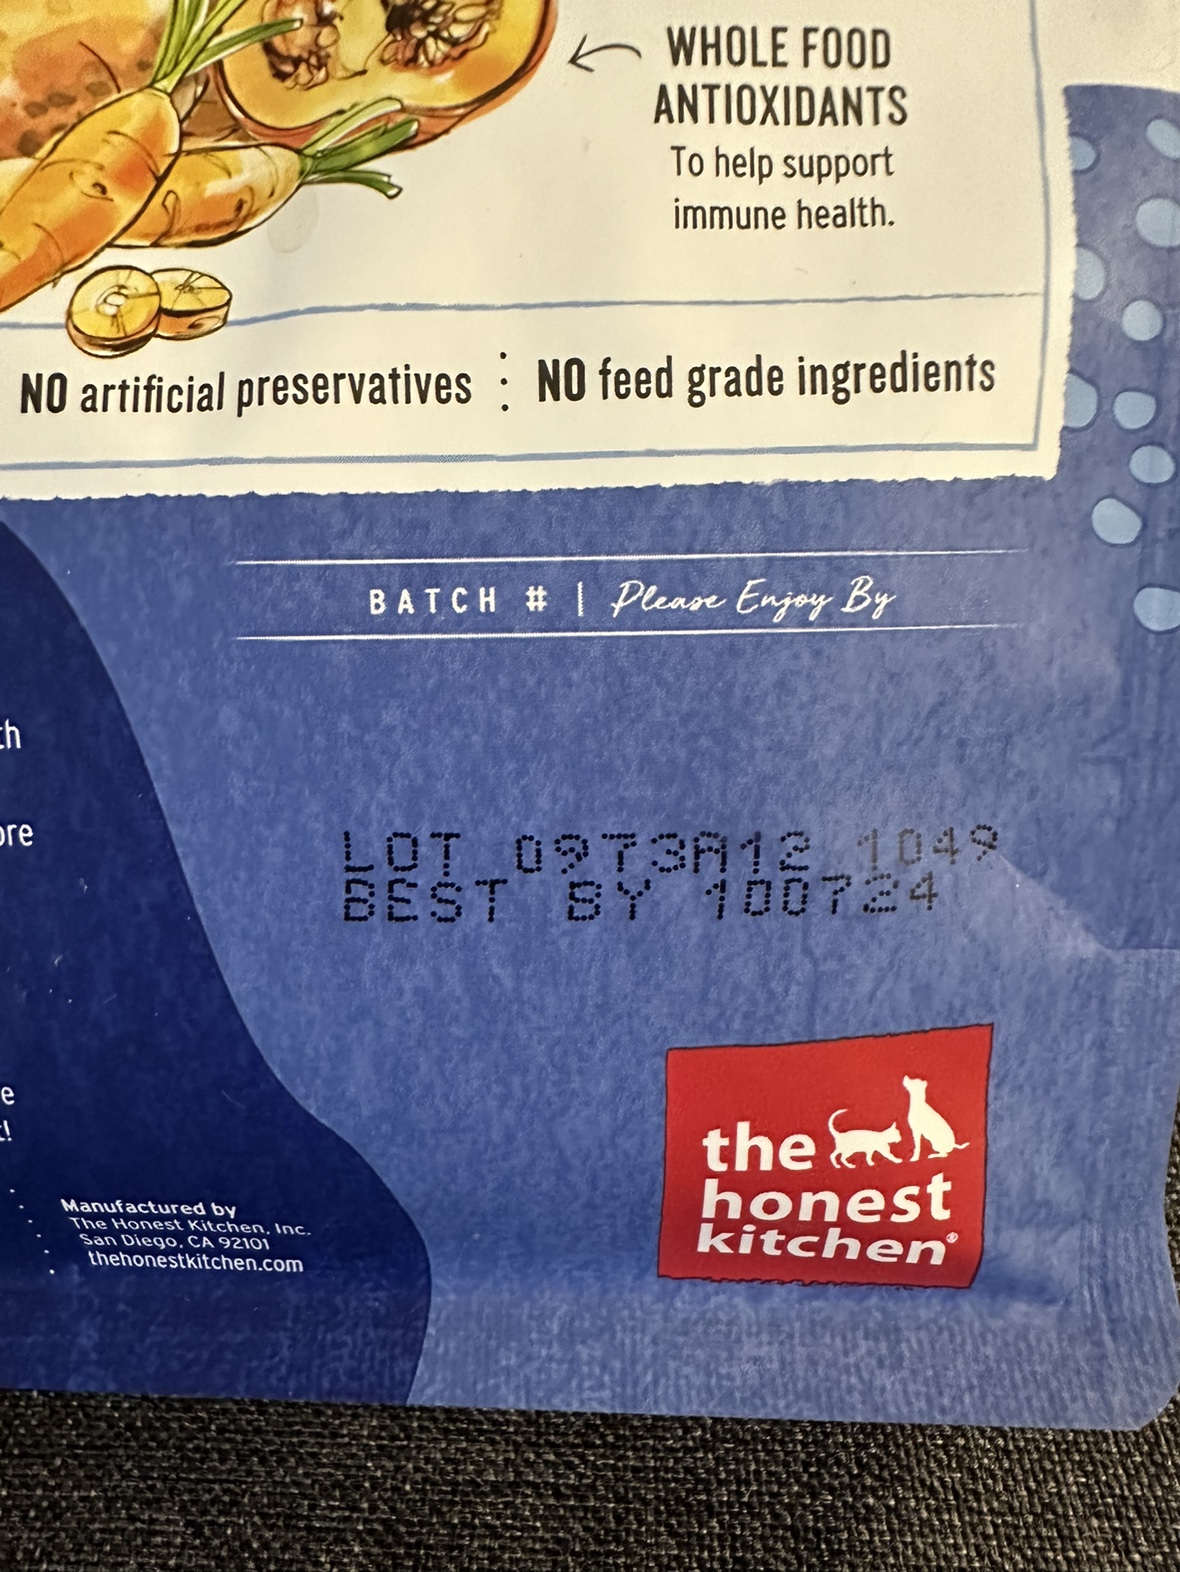 WHOLE FOOD
ANTIOXIDANTS
To help support
immune health.
NO artificial preservatives : NO feed grade ingredients
BATCH # | Please Enjoy By
th
ore
LOT 0973A12 1049
BEST BY 100724
e
t!
Manufactured by
The Honest Kitchen, Inc.
San Diego, CA 92101
thehonestkitchen.com
the
honest
kitchen®